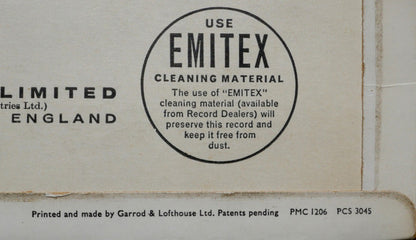 USE
EMITEX
CLEANING MATERIAL
The use of "EMITEX"
cleaning material (available
from Record Dealers) will
preserve this record and
keep it free from
dust.
LIMITED
tries Ltd.)
ENGLAND
Printed and made by Garrod & Lofthouse Ltd. Patents pending PMC 1206 PCS 3045